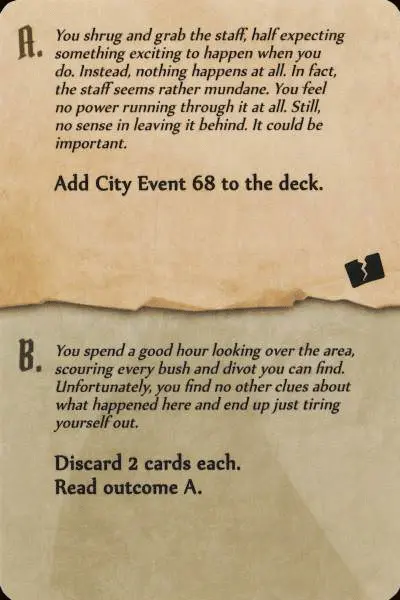 A.
You shrug and grab the staff, half expecting
something exciting to happen when you
do. Instead, nothing happens at all. In fact,
the staff seems rather mundane. You feel
no power running through it at all. Still,
no sense in leaving it behind. It could be
important.
Add City Event 68 to the deck.
B.
You spend a good hour looking over the area,
scouring every bush and divot you can find.
Unfortunately, you find no other clues about
what happened here and end up just tiring
yourself out.
Discard 2 cards each.
Read outcome A.